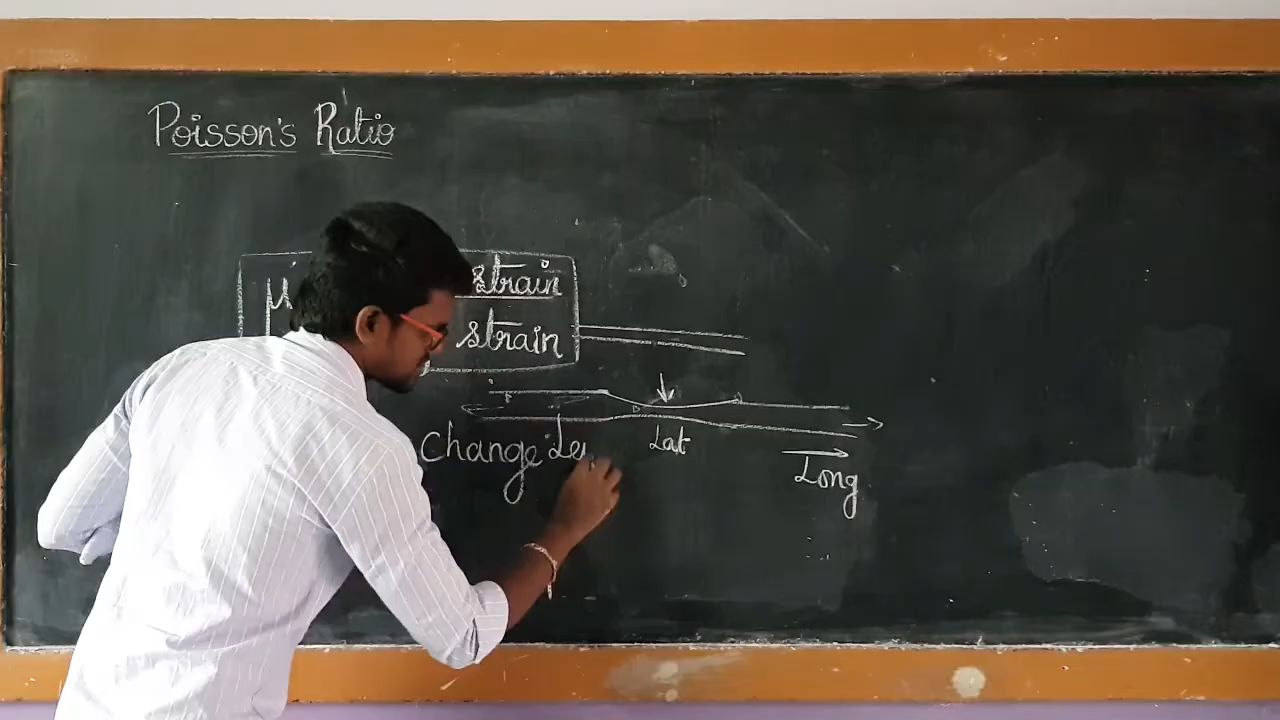 Poisson's Ratio
μ strain
strain
Change Le
Lat
Long